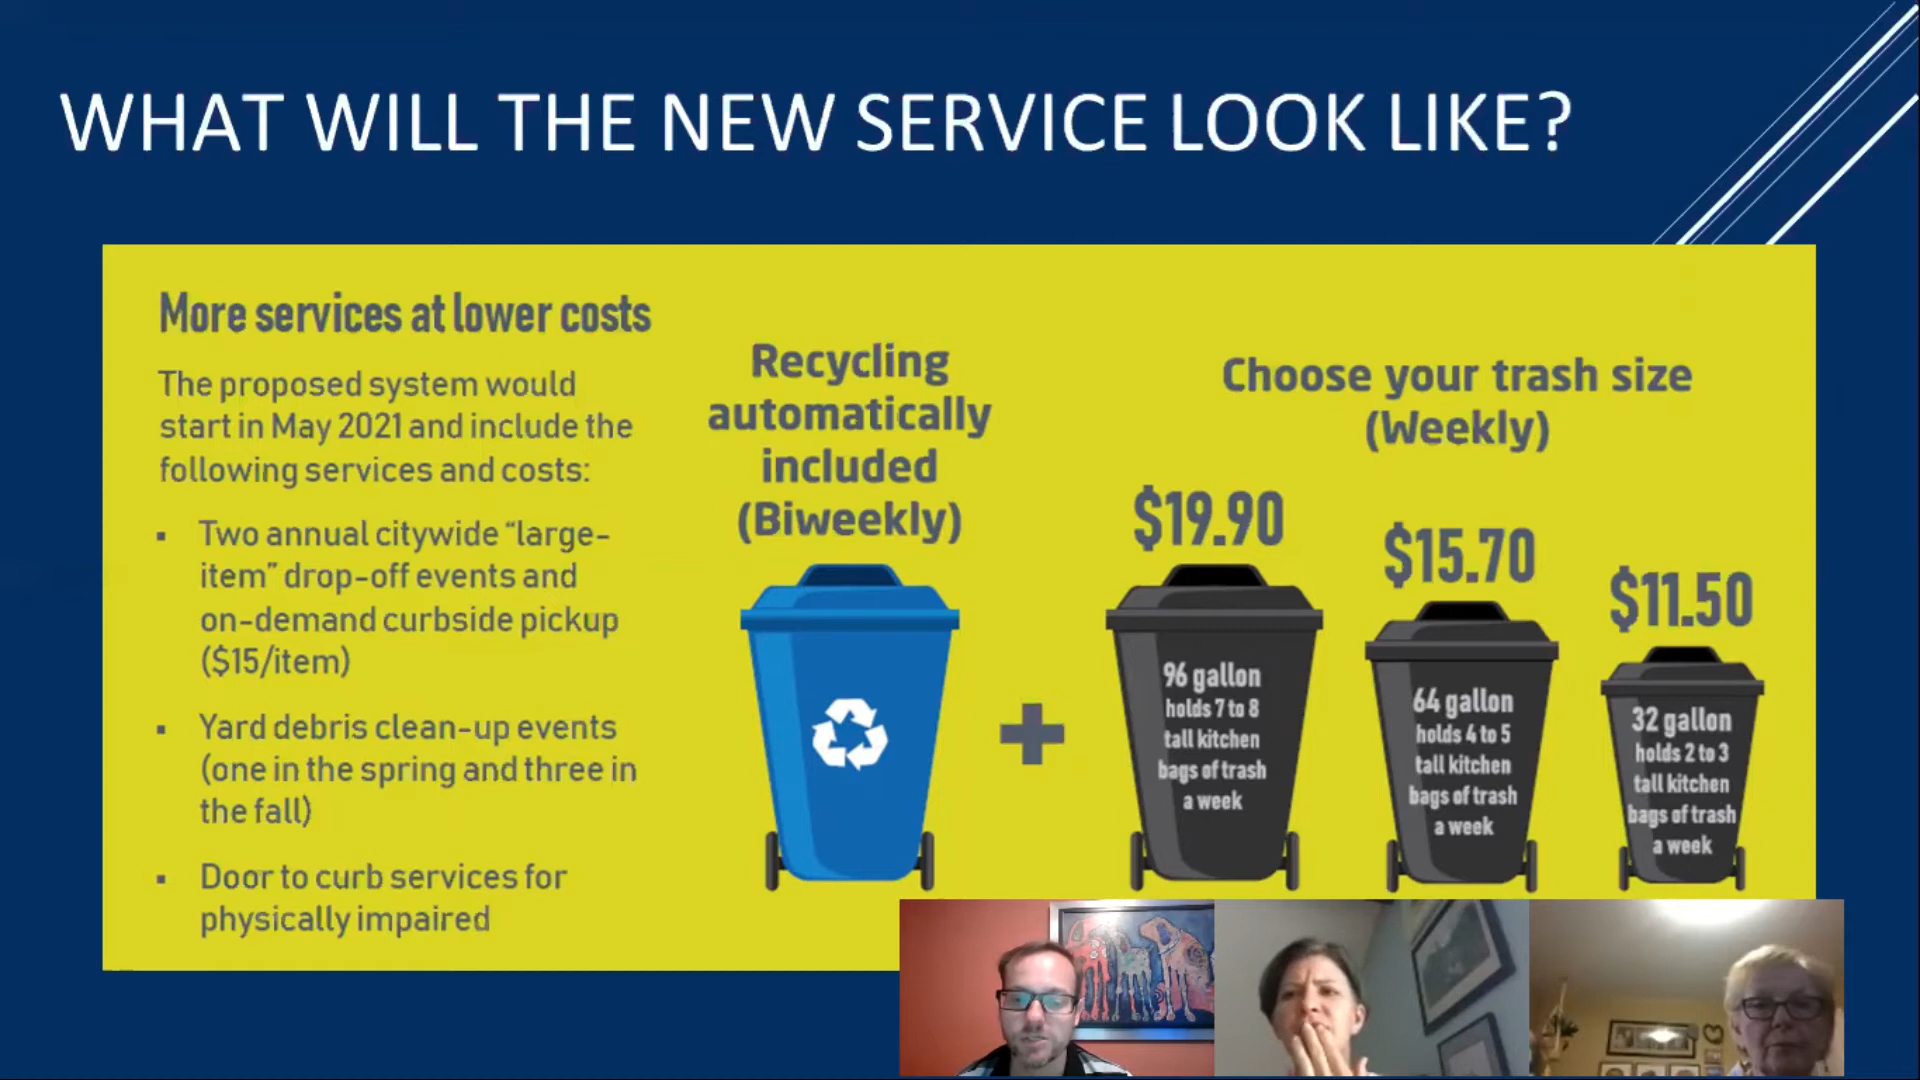 WHAT WILL THE NEW SERVICE LOOK LIKE?
More services at lower costs
The proposed system would
start in May 2021 and include the
following services and costs:
▪ Two annual citywide “large-
item” drop-off events and
on-demand curbside pickup
($15/item)
▪ Yard debris clean-up events
(one in the spring and three in
the fall)
▪ Door to curb services for
physically impaired
Recycling
automatically
included
(Biweekly)
+
Choose your trash size
(Weekly)
$19.90
96 gallon
holds 7 to 8
tall kitchen
bags of trash
a week
$15.70
64 gallon
holds 4 to 5
tall kitchen
bags of trash
a week
$11.50
32 gallon
holds 2 to 3
tall kitchen
bags of trash
a week